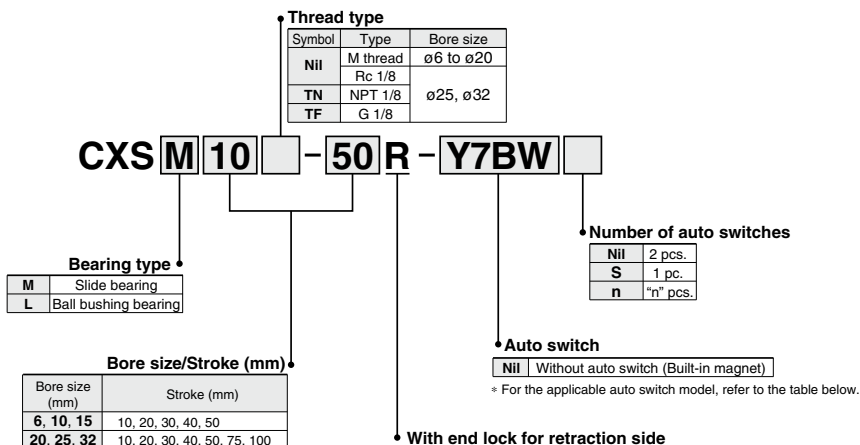 Thread type
Symbol Type Bore size
Nil M thread ø6 to ø20
Rc 1/8 ø25, ø32
TN NPT 1/8
TF G 1/8
CXS M 10 - 50 R - Y7BW
Number of auto switches
Nil 2 pcs.
S 1 pc.
n "n" pcs.
Bearing type
M Slide bearing
L Ball bushing bearing
Auto switch
Nil Without auto switch (Built-in magnet)
∗ For the applicable auto switch model, refer to the table below.
Bore size/Stroke (mm)
Bore size (mm) Stroke (mm)
6, 10, 15 10, 20, 30, 40, 50
20, 25, 32 10, 20, 30, 40, 50, 75, 100
With end lock for retraction side